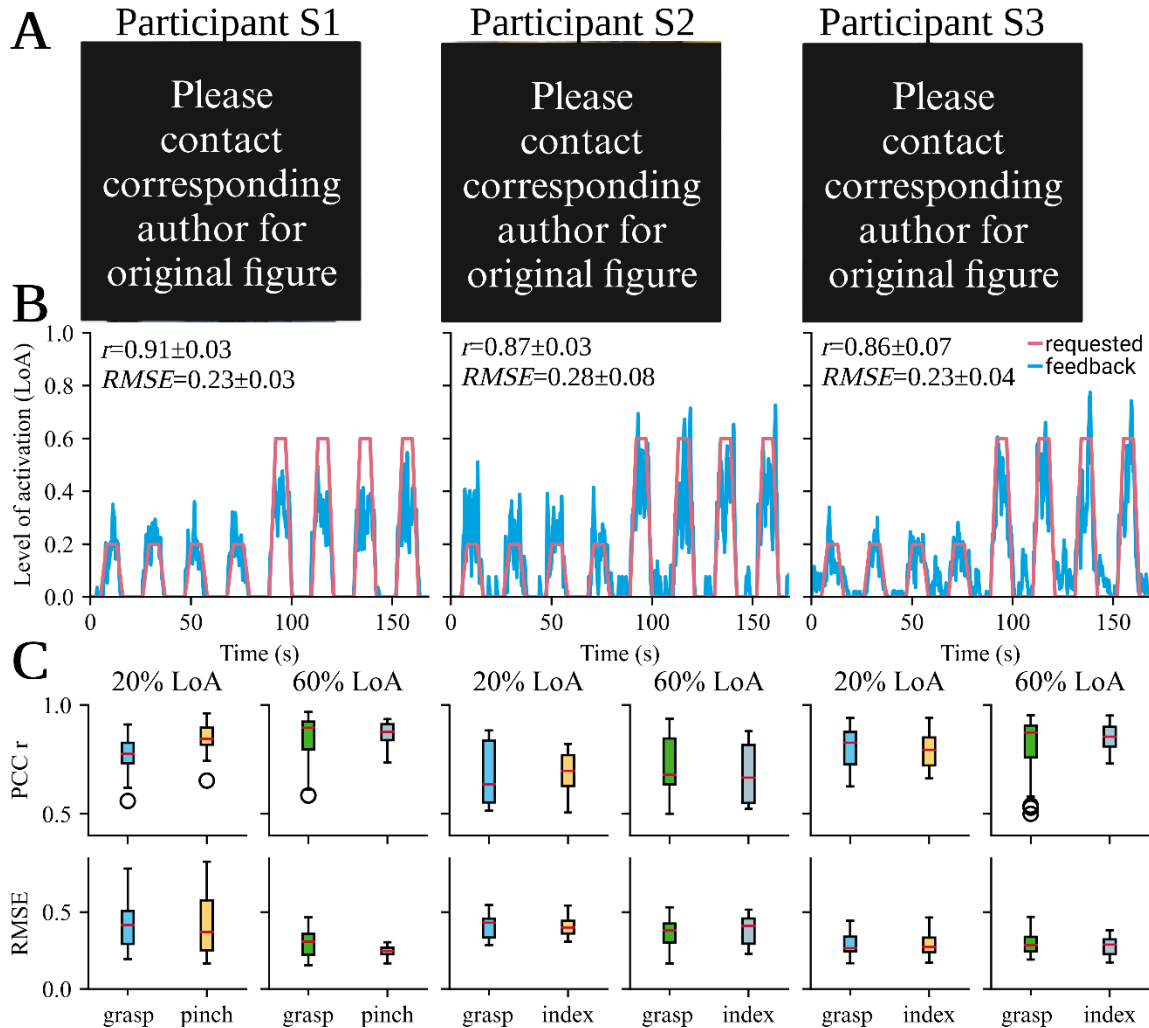 A
Participant S1
Participant S2
Participant S3
Please
contact
corresponding
author for
original figure
Please
contact
corresponding
author for
original figure
Please
contact
corresponding
author for
original figure
B
Level of activation (LoA)
1.0
0.8
0.6
0.4
0.2
0.0
r=0.91±0.03
RMSE=0.23±0.03
r=0.87±0.03
RMSE=0.28±0.08
r=0.86±0.07
RMSE=0.23±0.04
requested
feedback
0 50 100 150
0 50 100 150
0 50 100 150
Time (s)
Time (s)
Time (s)
C
20% LoA
60% LoA
20% LoA
60% LoA
20% LoA
60% LoA
PCC r
1.0
0.5
RMSE
0.5
0.0
grasp pinch
grasp pinch
grasp index
grasp index
grasp index
grasp index